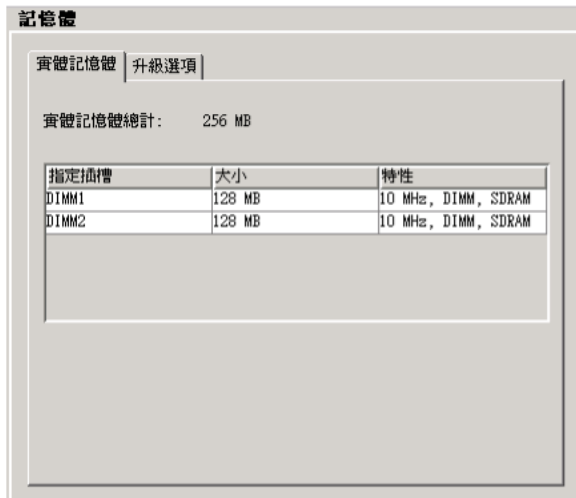 記憶體
實體記憶體 升級選項
實體記憶體總計: 256 MB
指定插槽 大小 特性
DIMM1 128 MB 10 MHz, DIMM, SDRAM
DIMM2 128 MB 10 MHz, DIMM, SDRAM